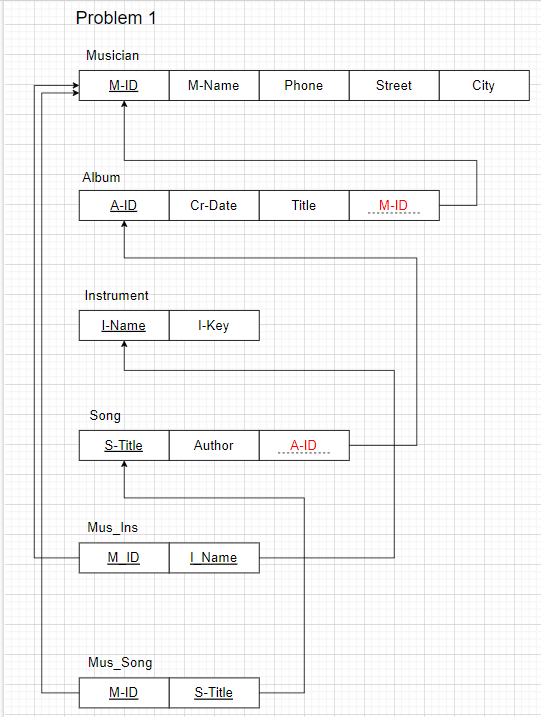 Problem 1
Musician
M-ID M-Name Phone Street City
Album
A-ID Cr-Date Title M-ID
Instrument
I-Name I-Key
Song
S-Title Author A-ID
Mus_Ins
M_ID I_Name
Mus_Song
M-ID S-Title